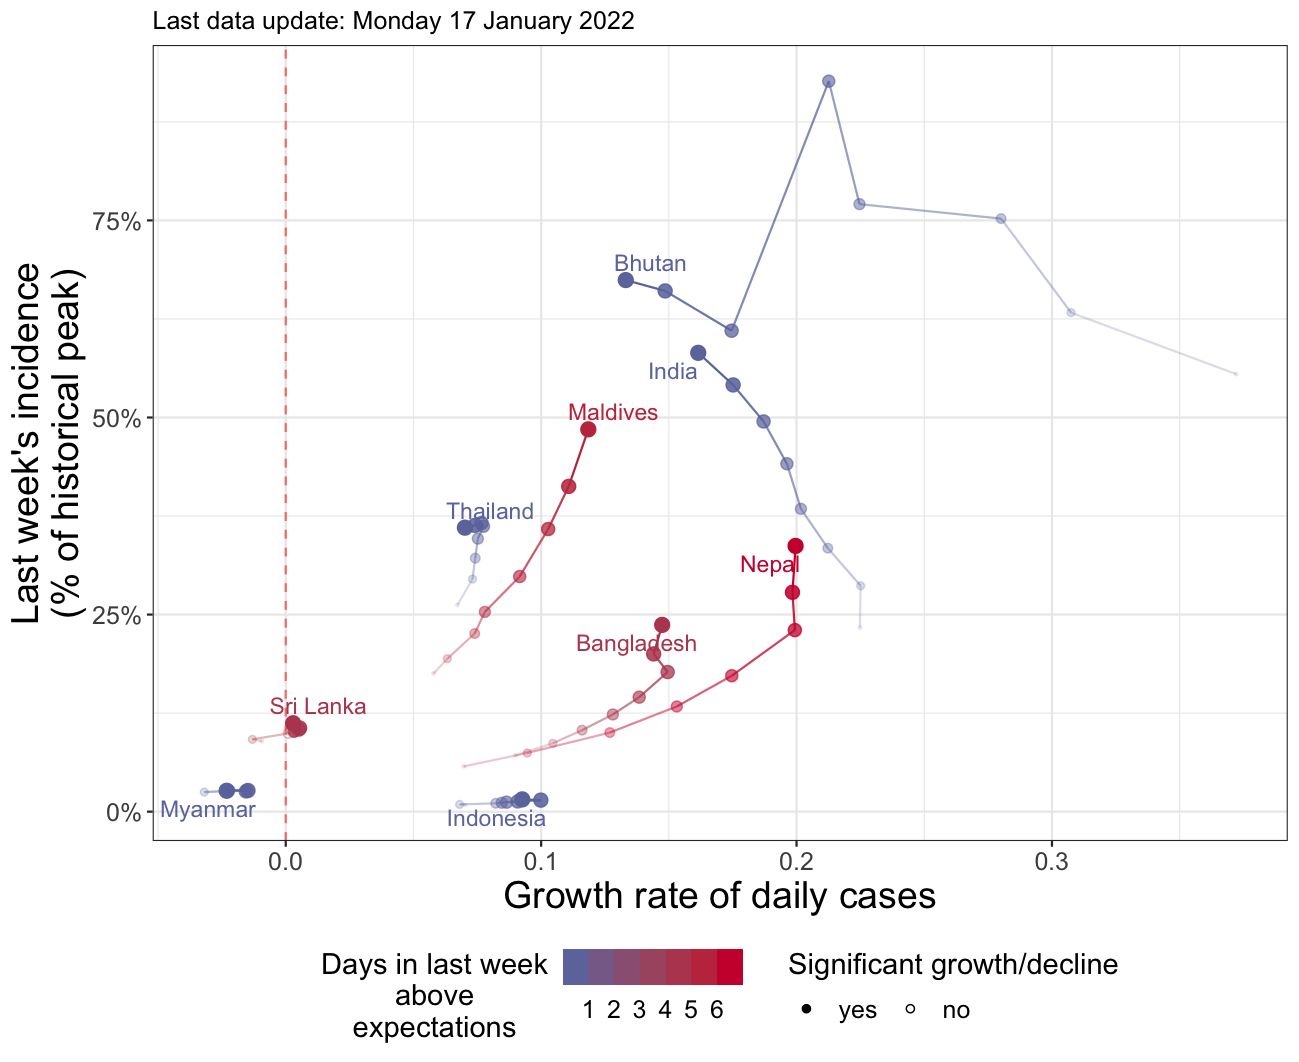 Last data update: Monday 17 January 2022
Last week's incidence
(% of historical peak)
75%
50%
25%
0%
Bhutan
India
Maldives
Thailand
Nepal
Bangladesh
Sri Lanka
Myanmar
Indonesia
0.0 0.1 0.2 0.3
Growth rate of daily cases
Days in last week
above
expectations
1 2 3 4 5 6
Significant growth/decline
yes no